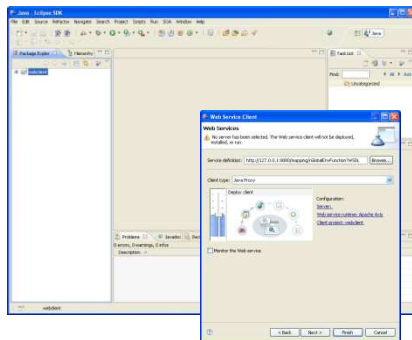 Java - Eclipse SDK
File Edit Source Refactor Navigate Search Project Scripts Run SOA Window Help
Java
Package Explorer Hierarchy
Task List
Find: All
Uncategorized
webclient
Web Service Client
Web Services
No server has been selected. The Web service client will not be deployed,
installed, or run.
Service definition: Browse...
Client type: Java Proxy
Deploy client
Configuration:
Server:
Web service runtime: Apache Axis
Client project: webclient
Monitor the Web service
Problems Javadoc
0 errors, 0 warnings, 0 infos
Description
< Back Next > Finish Cancel
webclient